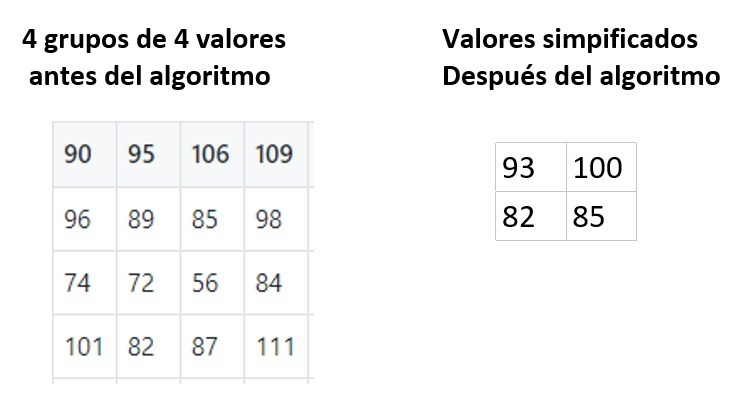 4 grupos de 4 valores
antes del algoritmo
Valores simpificados
Después del algoritmo
90 95 106 109
96 89 85 98
74 72 56 84
101 82 87 111
93 100
82 85